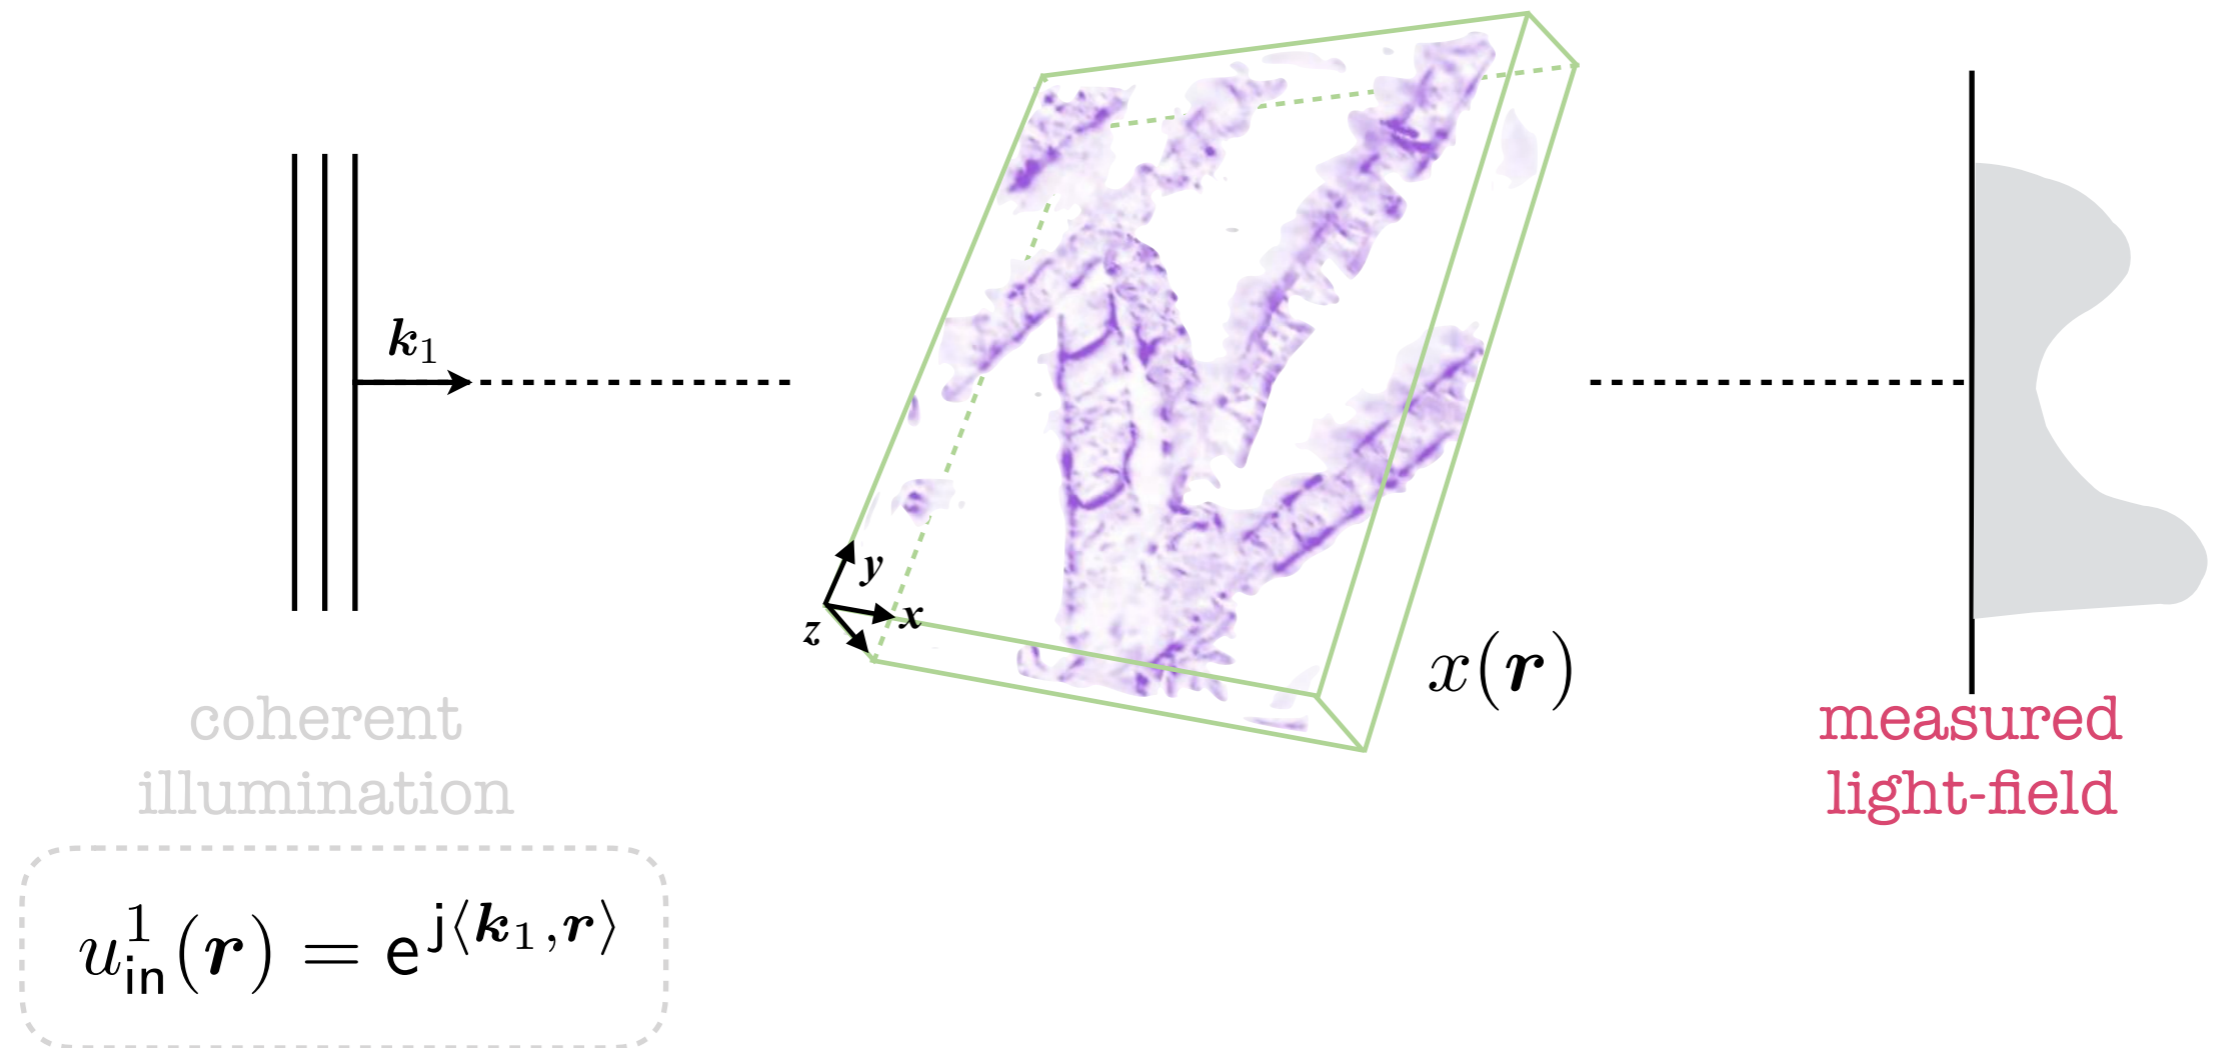 k₁
y
x
z
x(r)
coherent
illumination
measured
light-field
u¹ᵢₙ(r) = e^{j⟨k₁,r⟩}